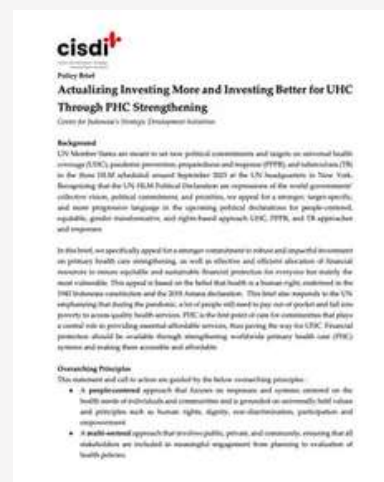 cisdi
Policy Brief
Actualizing Investing More and Investing Better for UHC
Through PHC Strengthening
Center for Indonesia's Strategic Development Initiatives
Background
UN Member States are meant to set new political commitments and targets on universal health
coverage (UHC), pandemic prevention, preparedness and response (PPPR), and tuberculosis (TB)
in the three HLM scheduled around September 2023 at the UN headquarters in New York.
Recognizing that the UN HLM Political Declaration are expressions of the world governments'
collective vision, political commitment, and priorities, we appeal for a stronger, target-specific,
and more progressive language in the upcoming political declarations for people-centered,
equitable, gender transformative, and rights-based approach UHC, PPPR, and TB approaches
and responses.
In this brief, we specifically appeal for a stronger commitment to robust and impactful investment
on primary health care strengthening, as well as effective and efficient allocation of financial
resources to ensure equitable and sustainable financial protection for everyone mainly the
most vulnerable. This appeal is based on the belief that health is a human right, enshrined in the
1945 Indonesia constitution and the 2018 Astana declaration. This brief also responds to the UN
emphasizing that during the pandemic, a lot of people still need to pay out of pocket and fall into
poverty to access quality health services. PHC is the first point of care for communities that plays
a central role in providing essential affordable services, thus paving the way for UHC. Financial
protection should be available through strengthening worldwide primary health care (PHC)
systems and making them accessible and affordable.
Overarching Principles
This statement and call to action are guided by the below overarching principles:
• A people-centered approach that focuses on responses and systems centered on the
health needs of individuals and communities and is grounded on universally held values
and principles such as human rights, dignity, non-discrimination, participation and
empowerment
• A multi-sectoral approach that involves public, private, and community, ensuring that all
stakeholders are included in meaningful engagement from planning to evaluation of
health policies.